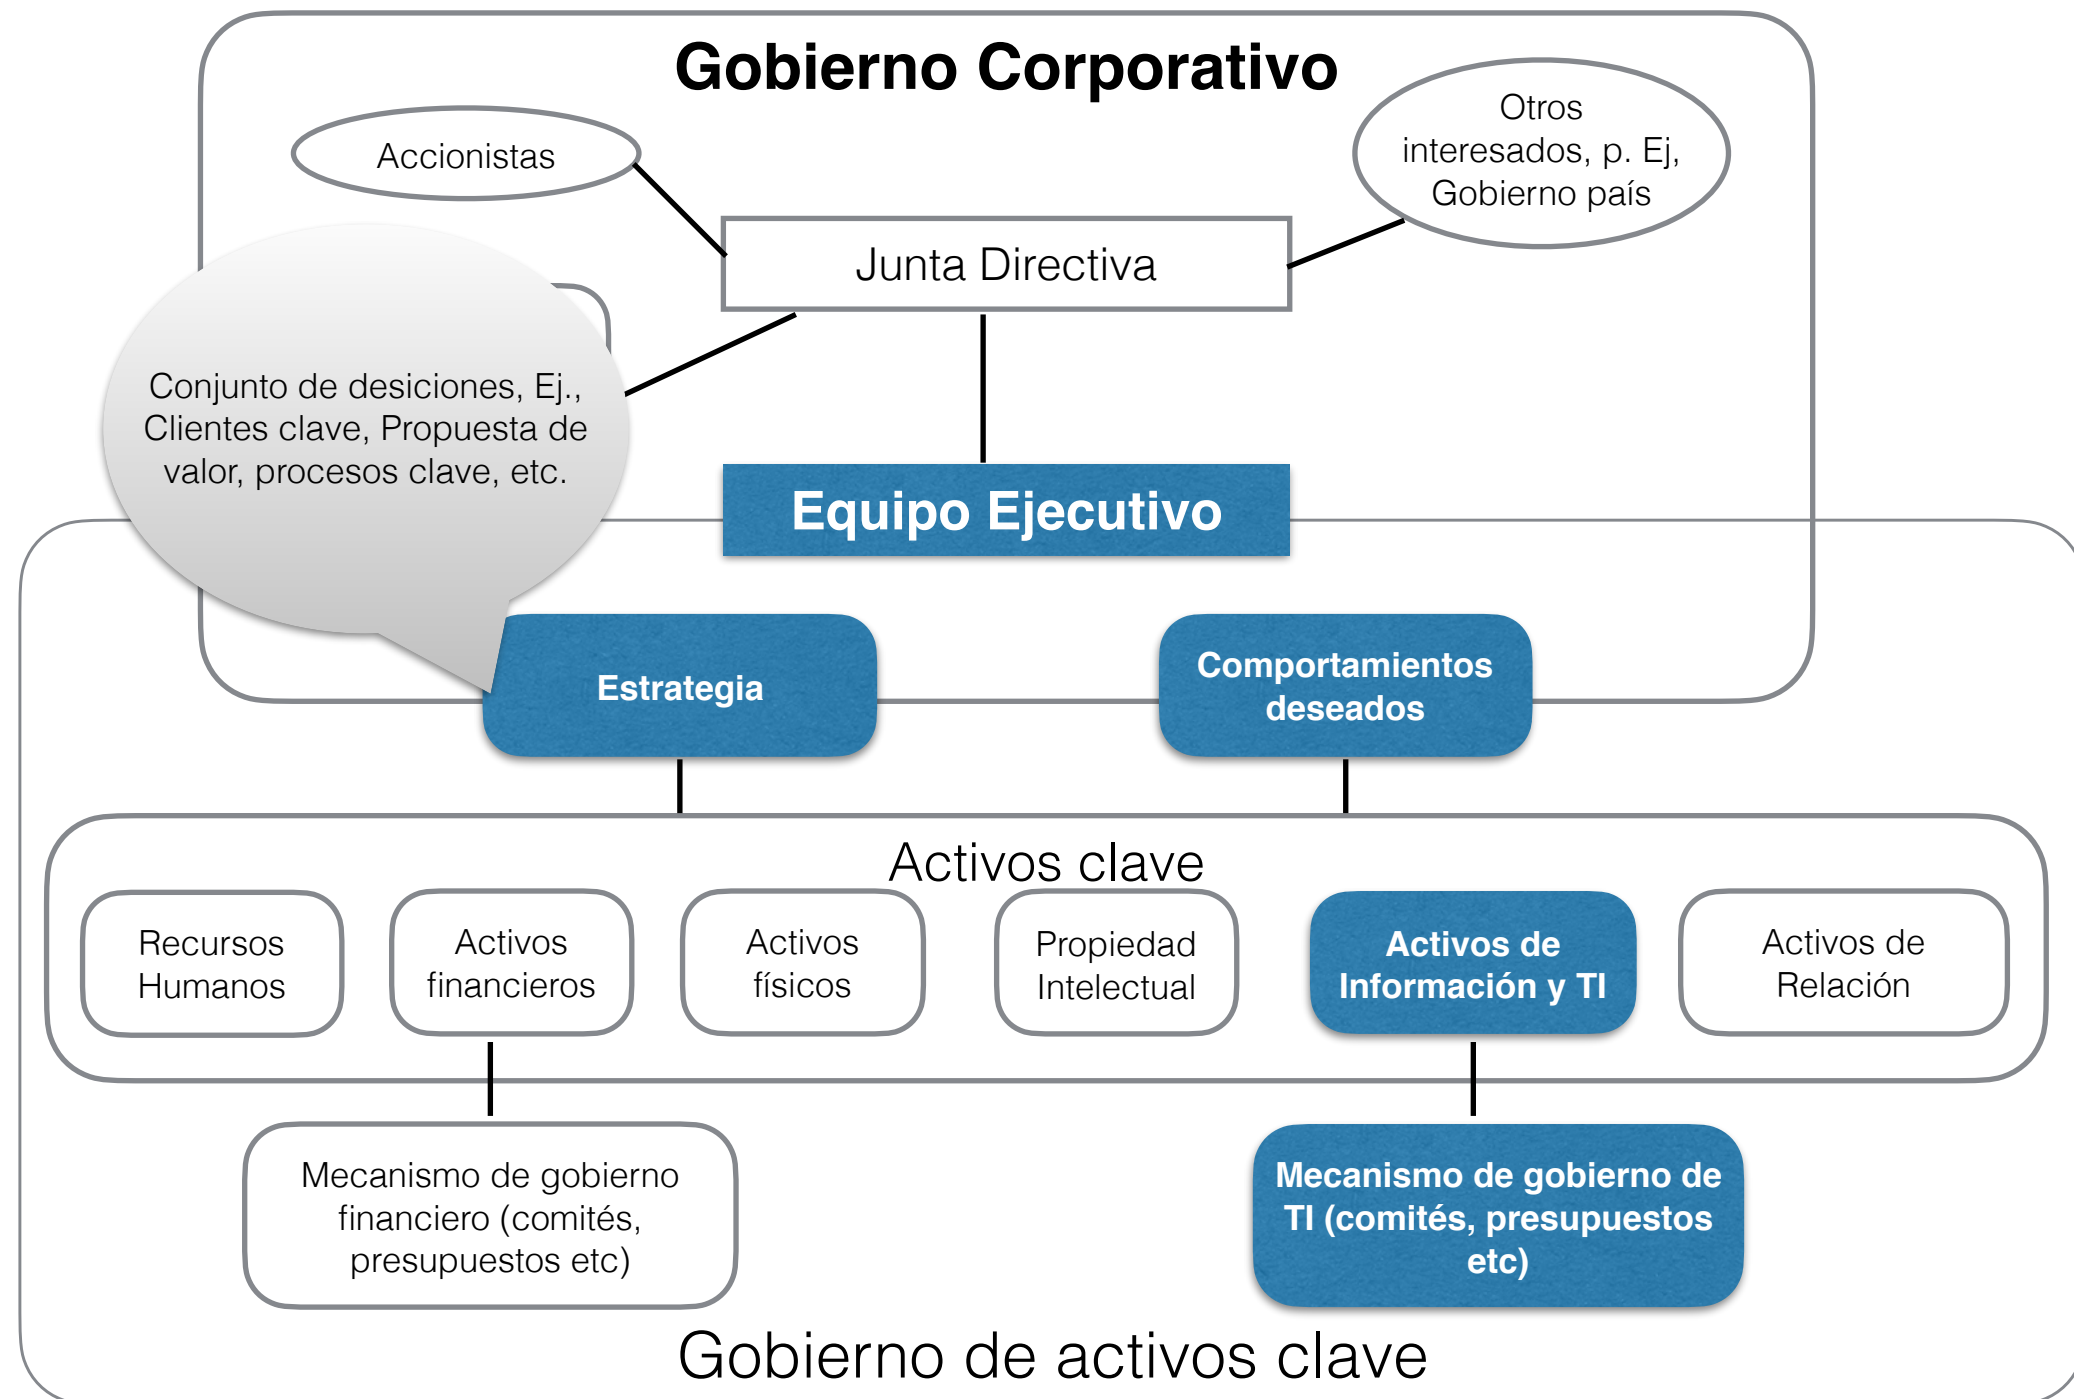 Gobierno Corporativo
Accionistas
Otros
interesados, p. Ej,
Gobierno país
Junta Directiva
Conjunto de desiciones, Ej.,
Clientes clave, Propuesta de
valor, procesos clave, etc.
Equipo Ejecutivo
Estrategia
Comportamientos
deseados
Activos clave
Recursos
Humanos
Activos
financieros
Activos
físicos
Propiedad
Intelectual
Activos de
Información y TI
Activos de
Relación
Mecanismo de gobierno
financiero (comités,
presupuestos etc)
Mecanismo de gobierno de
TI (comités, presupuestos
etc)
Gobierno de activos clave